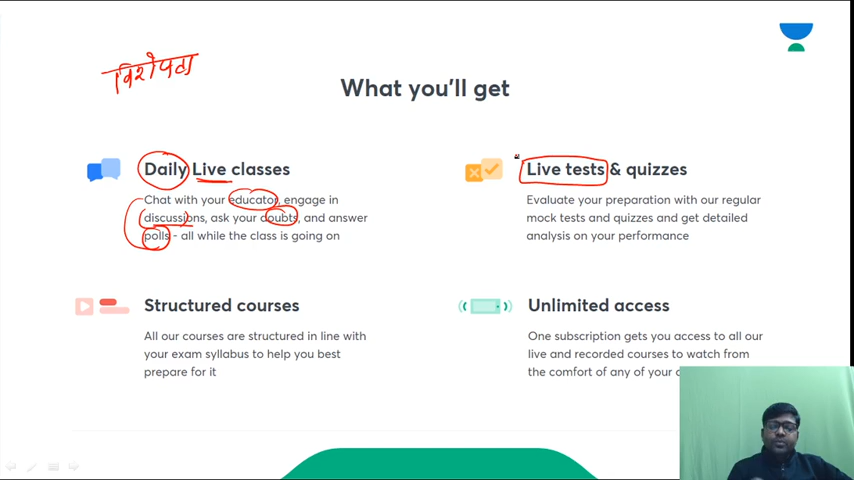 विशेषता
What you'll get
Daily Live classes
Chat with your educator, engage in
discussions, ask your doubts, and answer
polls - all while the class is going on
Live tests & quizzes
Evaluate your preparation with our regular
mock tests and quizzes and get detailed
analysis on your performance
Structured courses
All our courses are structured in line with
your exam syllabus to help you best
prepare for it
Unlimited access
One subscription gets you access to all our
live and recorded courses to watch from
the comfort of any of your